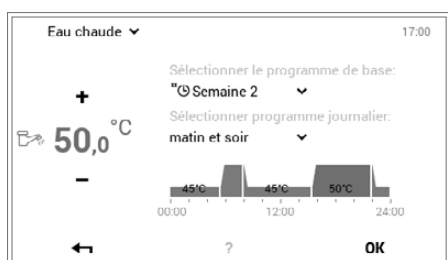 Eau chaude
17:00
Sélectionner le programme de base:
Semaine 2
+
Sélectionner programme journalier:
50,0 °C
matin et soir
–
45°C 45°C 50°C
00:00 12:00 24:00
? OK